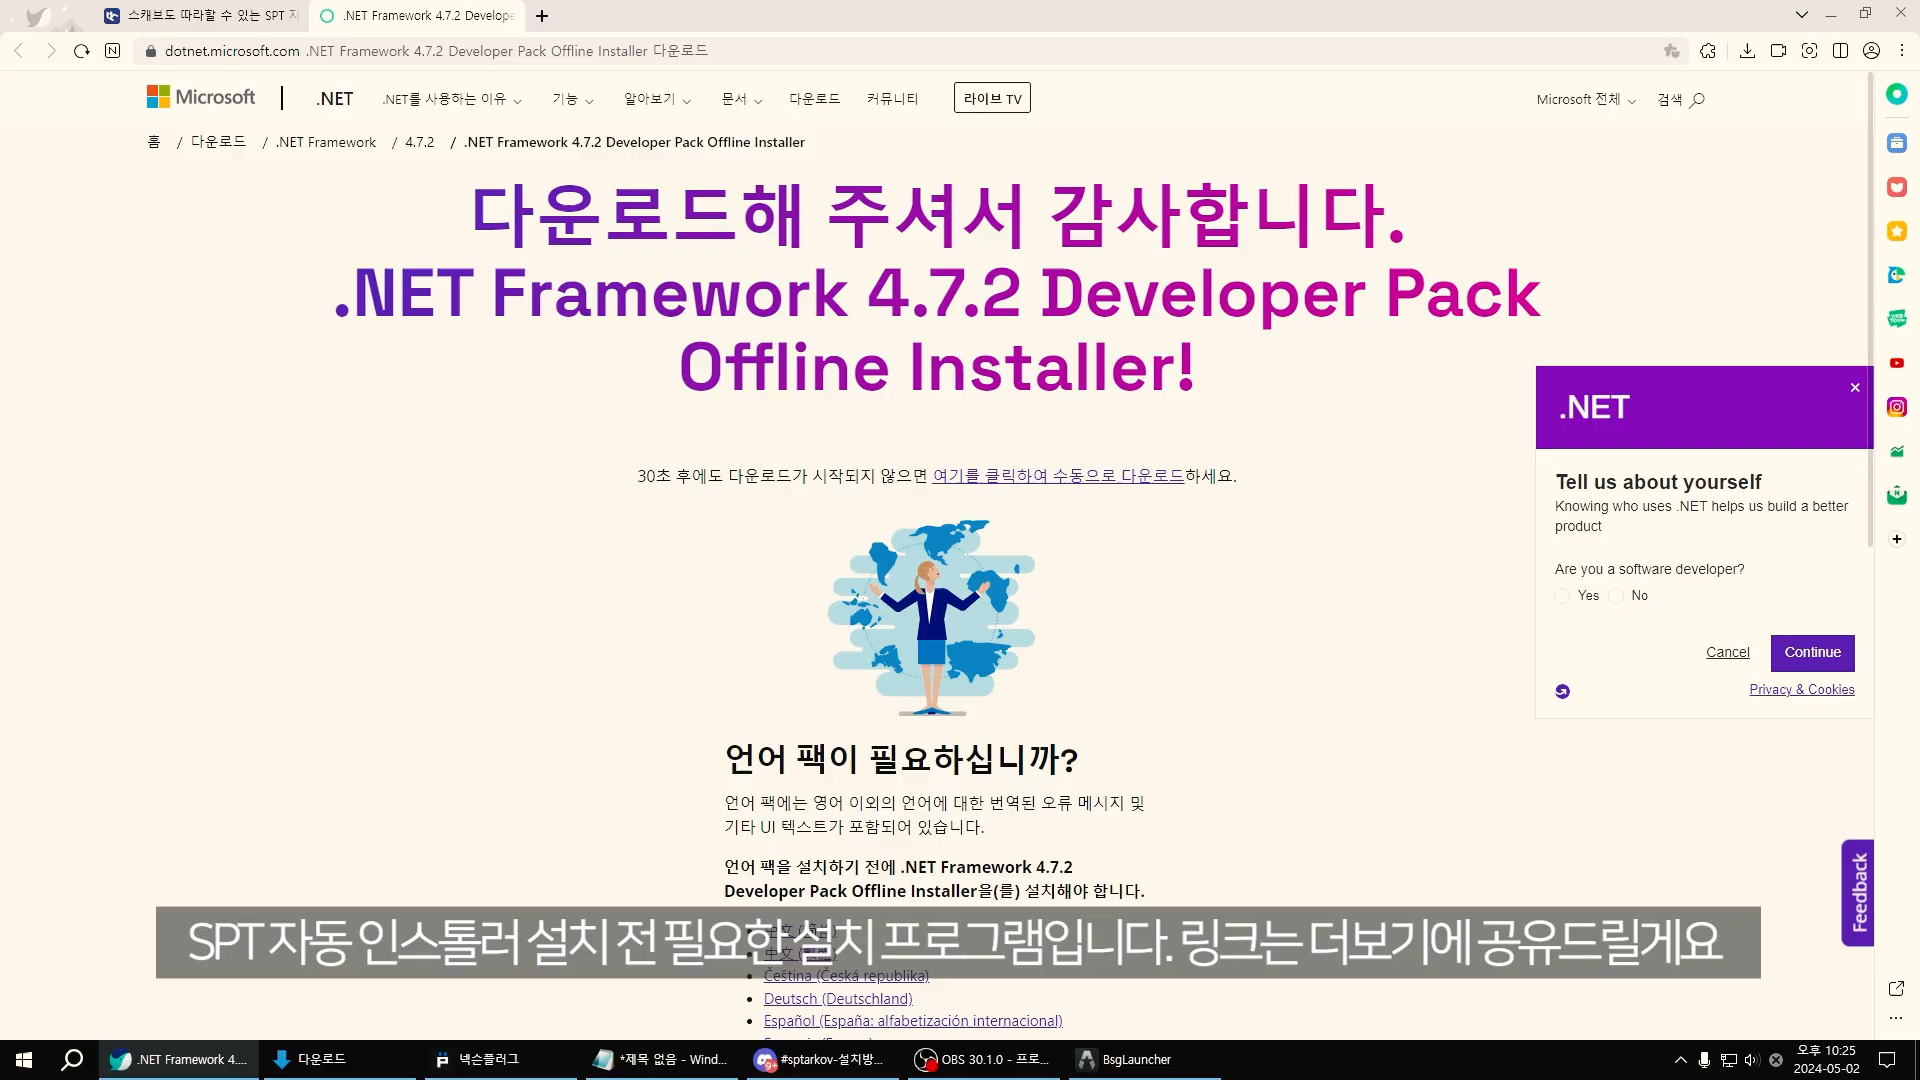 스캐브도 따라할 수 있는 SPT
.NET Framework 4.7.2 Develope
dotnet.microsoft.com .NET Framework 4.7.2 Developer Pack Offline Installer 다운로드
Microsoft .NET .NET를 사용하는 이유 기능 알아보기 문서 다운로드 커뮤니티 라이브 TV Microsoft 전체 검색
홈 / 다운로드 / .NET Framework / 4.7.2 / .NET Framework 4.7.2 Developer Pack Offline Installer
다운로드해 주셔서 감사합니다.
.NET Framework 4.7.2 Developer Pack
Offline Installer!
30초 후에도 다운로드가 시작되지 않으면 여기를 클릭하여 수동으로 다운로드하세요.
.NET
Tell us about yourself
Knowing who uses .NET helps us build a better
product
Are you a software developer?
Yes No
Cancel Continue
Privacy & Cookies
언어 팩이 필요하십니까?
언어 팩에는 영어 이외의 언어에 대한 번역된 오류 메시지 및
기타 UI 텍스트가 포함되어 있습니다.
언어 팩을 설치하기 전에 .NET Framework 4.7.2
Developer Pack Offline Installer을(를) 설치해야 합니다.
Feedback
SPT 자동 인스톨러 설치 전 필요한 설치 프로그램입니다. 링크는 더보기에 공유드릴게요
Čeština (Česká republika)
Deutsch (Deutschland)
Español (España: alfabetización internacional)
.NET Framework 4.... 다운로드 넥슨플러그 *제목 없음 - Wind... #sptarkov-설치방... OBS 30.1.0 - 프로... BsgLauncher
오후 10:25
2024-05-02